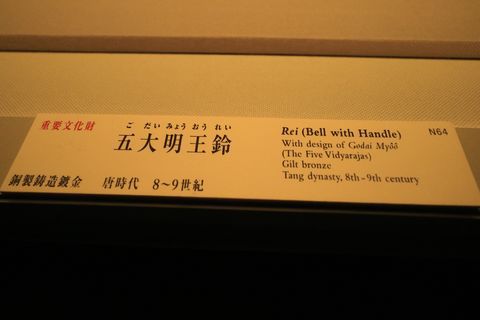 重要文化財
ご だい みょう おう れい
五大明王鈴
銅製鋳造鍍金 唐時代 8～9世紀
Rei (Bell with Handle)
N64
With design of Godai Myōō
(The Five Vidyarajas)
Gilt bronze
Tang dynasty, 8th-9th century